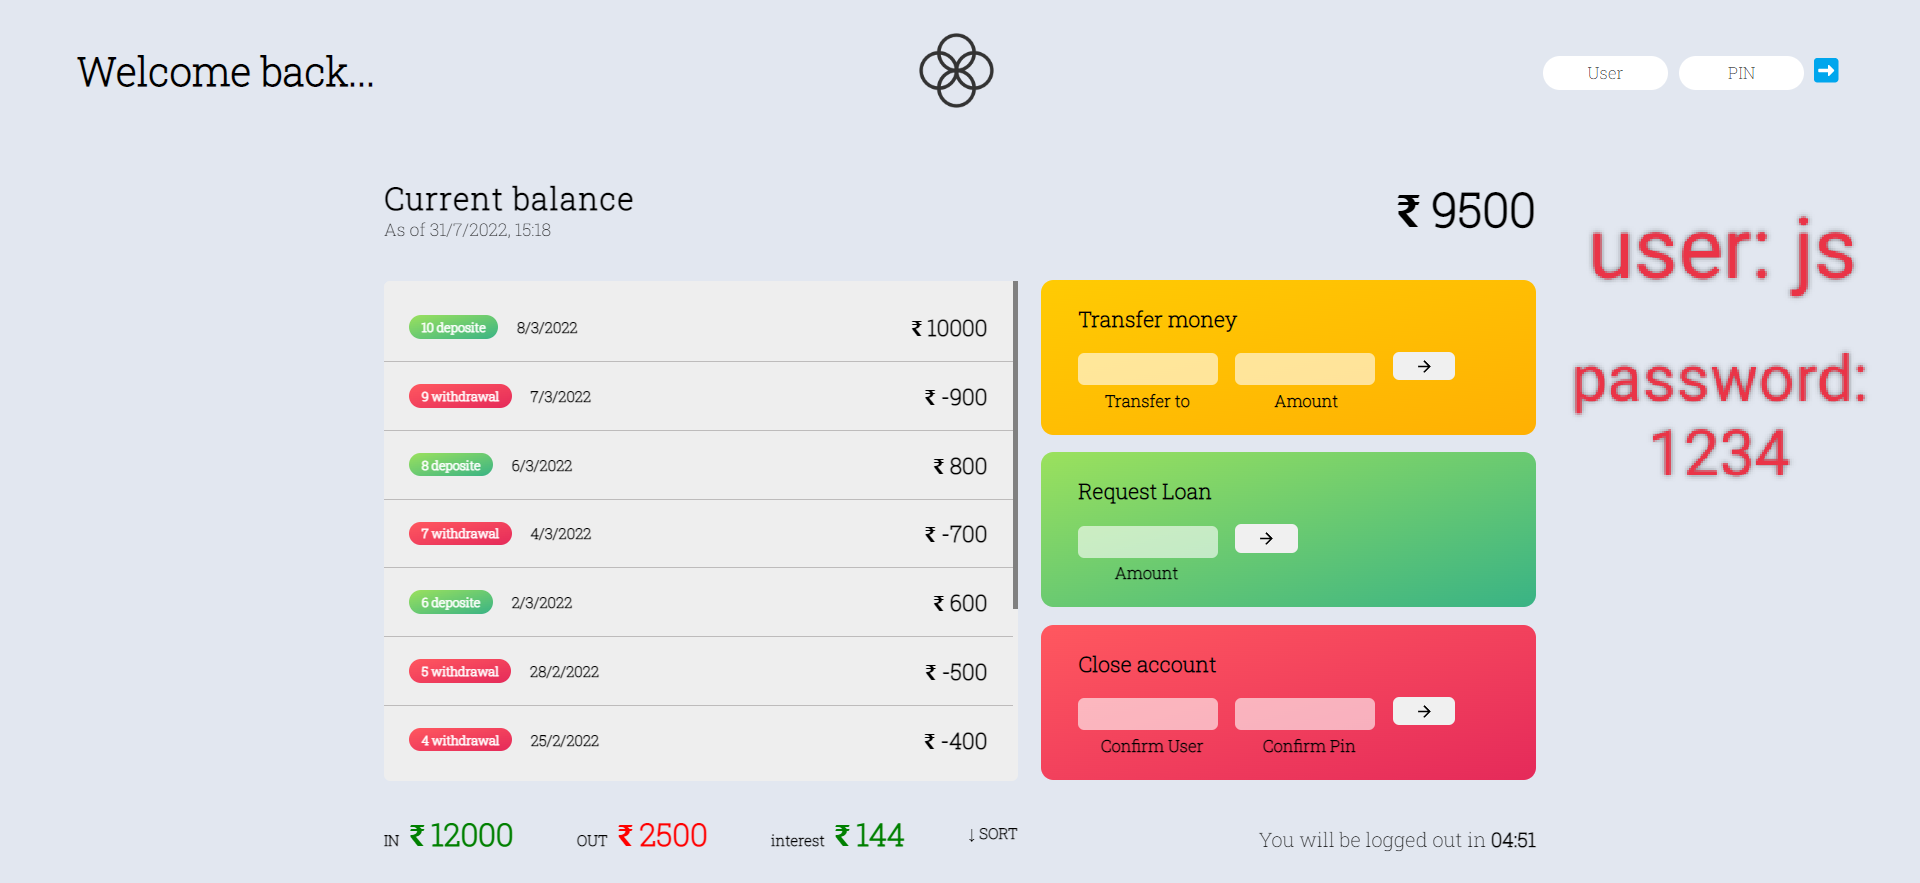 Welcome back...
User
PIN
Current balance
As of 31/7/2022, 15:18
₹ 9500
user: js
password:
1234
10 deposite 8/3/2022 ₹ 10000
9 withdrawal 7/3/2022 ₹ -900
8 deposite 6/3/2022 ₹ 800
7 withdrawal 4/3/2022 ₹ -700
6 deposite 2/3/2022 ₹ 600
5 withdrawal 28/2/2022 ₹ -500
4 withdrawal 25/2/2022 ₹ -400
Transfer money
Transfer to Amount
Request Loan
Amount
Close account
Confirm User Confirm Pin
IN ₹ 12000 OUT ₹ 2500 interest ₹ 144 ↓ SORT
You will be logged out in 04:51